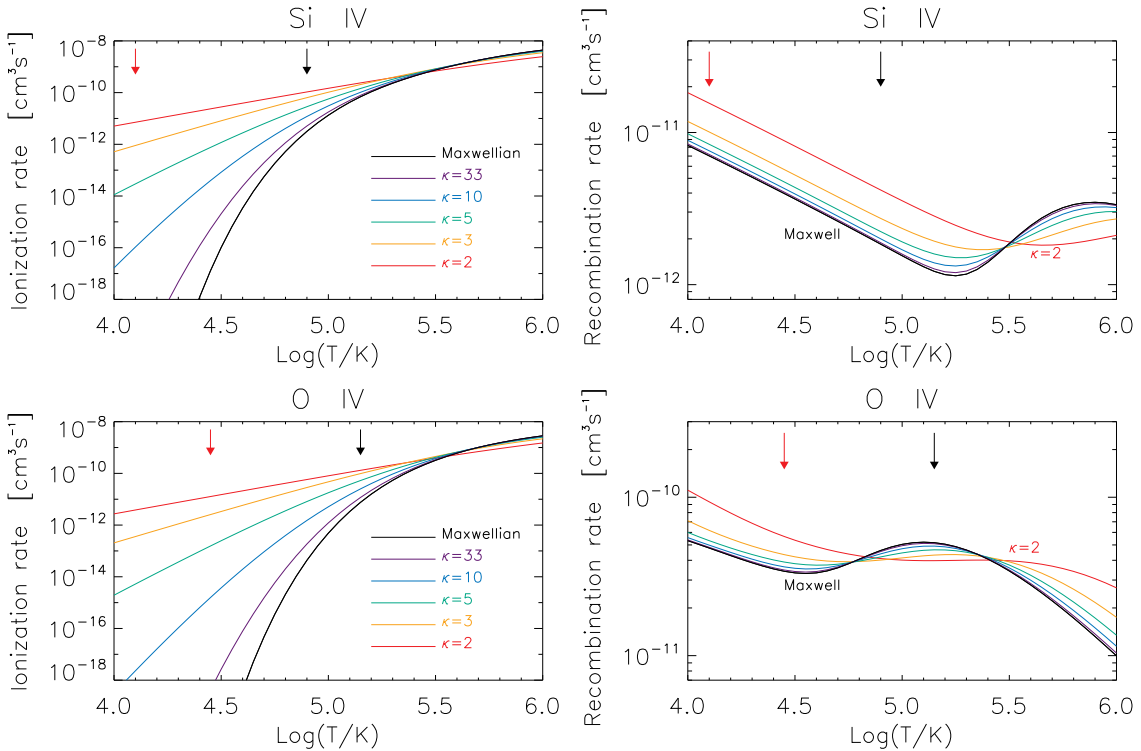 Si IV
Ionization rate [cm³s⁻¹]
10⁻⁸
10⁻¹⁰
10⁻¹²
10⁻¹⁴
10⁻¹⁶
10⁻¹⁸
Maxwellian
κ=33
κ=10
κ=5
κ=3
κ=2
4.0 4.5 5.0 5.5 6.0
Log(T/K)
Si IV
Recombination rate [cm³s⁻¹]
10⁻¹¹
10⁻¹²
Maxwell
κ=2
4.0 4.5 5.0 5.5 6.0
Log(T/K)
O IV
Ionization rate [cm³s⁻¹]
10⁻⁸
10⁻¹⁰
10⁻¹²
10⁻¹⁴
10⁻¹⁶
10⁻¹⁸
Maxwellian
κ=33
κ=10
κ=5
κ=3
κ=2
4.0 4.5 5.0 5.5 6.0
Log(T/K)
O IV
Recombination rate [cm³s⁻¹]
10⁻¹⁰
10⁻¹¹
κ=2
Maxwell
4.0 4.5 5.0 5.5 6.0
Log(T/K)